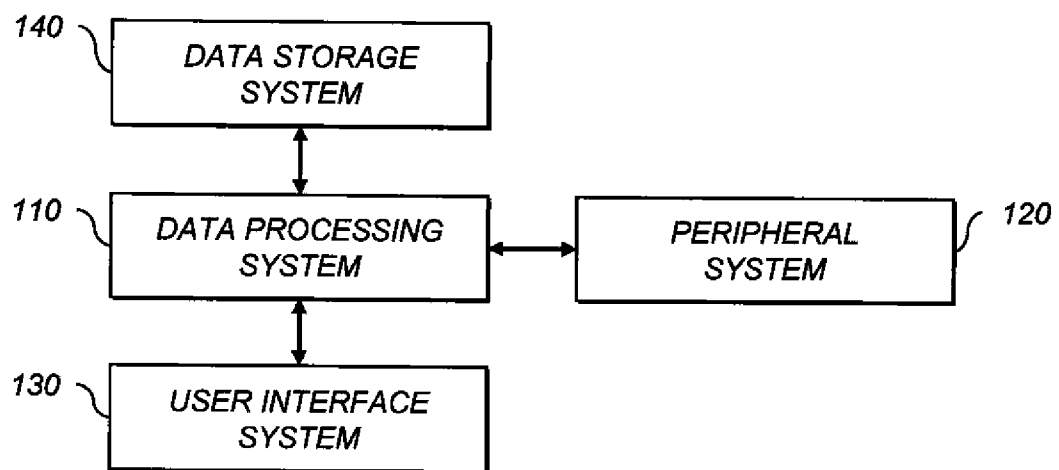 140
DATA STORAGE
SYSTEM
110
DATA PROCESSING
SYSTEM
PERIPHERAL
SYSTEM
120
130
USER INTERFACE
SYSTEM